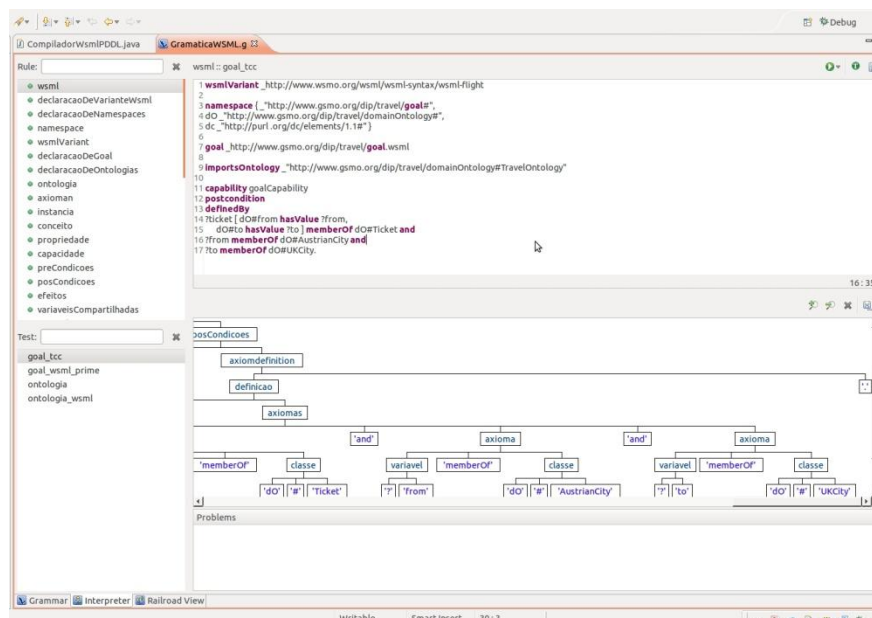 Debug
CompiladorWsmlPDDL.java
GramaticaWSML.g
Rule:
wsml :: goal_tcc
wsml
declaracaoDeVarianteWsml
declaracaoDeNamespaces
namespace
wsmlVariant
declaracaoDeGoal
declaracaoDeOntologias
ontologia
axioman
instancia
conceito
propriedade
capacidade
preCondicoes
posCondicoes
efeitos
variaveisCompartilhadas
1 wsmlVariant _http://www.wsmo.org/wsml/wsml-syntax/wsml-flight
2
3 namespace { _"http://www.gsmo.org/dip/travel/goal#",
4 dO _"http://www.gsmo.org/dip/travel/domainOntology#",
5 dc _"http://purl .org/dc/elements/1.1#" }
6
7 goal _http://www.gsmo.org/dip/travel/goal.wsml
8
9 importsOntology _"http://www.gsmo.org/dip/travel/domainOntology#TravelOntology"
10
11 capability goalCapability
12 postcondition
13 definedBy
14 ?ticket [ dO#from hasValue ?from,
15 dO#to hasValue ?to ] memberOf dO#Ticket and
16 ?from memberOf dO#AustrianCity and
17 ?to memberOf dO#UKCity.
16 : 35
Test:
goal_tcc
goal_wsml_prime
ontologia
ontologia_wsml
posCondicoes
axiomdefinition
definicao
'.'
axiomas
'and' axioma 'and' axioma
'memberOf' classe variavel 'memberOf' classe variavel 'memberOf' classe
'dO' '#' 'Ticket' '?' 'from' 'dO' '#' 'AustrianCity' '?' 'to' 'dO' '#' 'UKCity'
Problems
Grammar Interpreter Railroad View
Writable Smart Insert